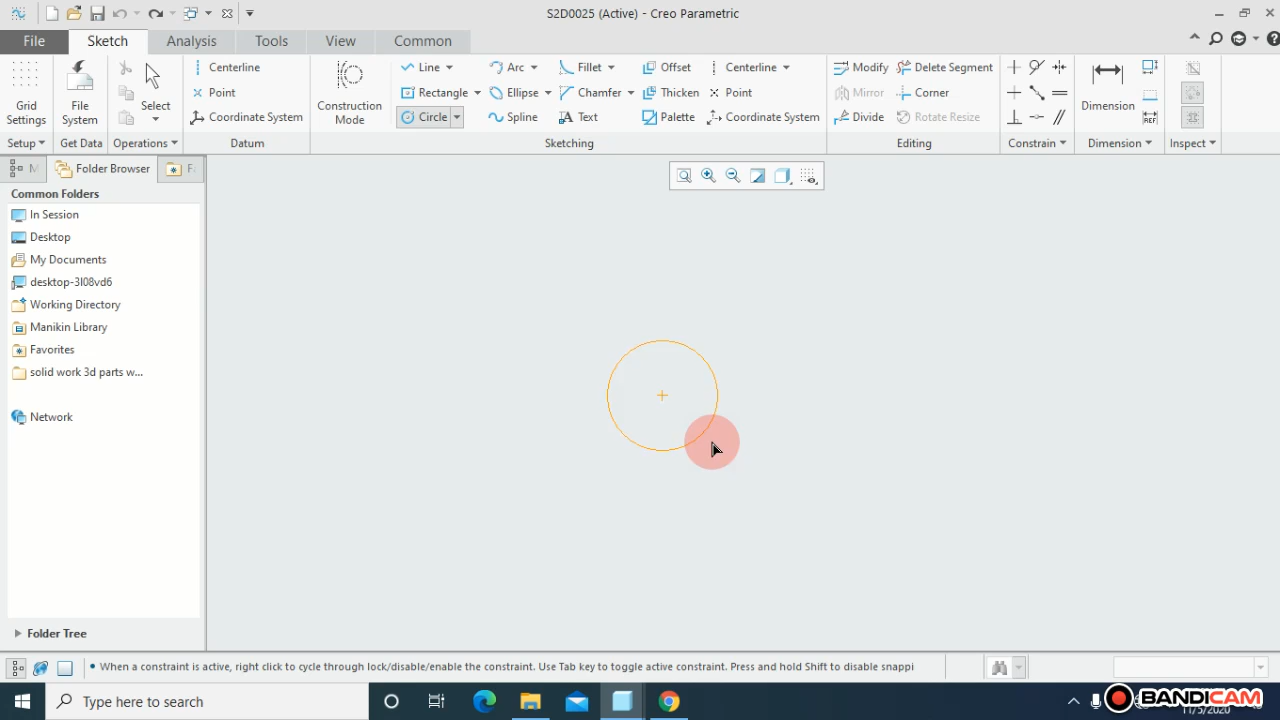 S2D0025 (Active) - Creo Parametric
File Sketch Analysis Tools View Common
Centerline
Point
Coordinate System
Grid Settings
File System
Select
Construction Mode
Line Arc Fillet Offset Centerline
Rectangle Ellipse Chamfer Thicken Point
Circle Spline Text Palette Coordinate System
Modify Delete Segment
Mirror Corner
Divide Rotate Resize
Dimension
REF
Setup Get Data Operations Datum Sketching Editing Constrain Dimension Inspect
M Folder Browser F
Common Folders
In Session
Desktop
My Documents
desktop-3l08vd6
Working Directory
Manikin Library
Favorites
solid work 3d parts w...
Network
Folder Tree
• When a constraint is active, right click to cycle through lock/disable/enable the constraint. Use Tab key to toggle active constraint. Press and hold Shift to disable snappi
Type here to search
BANDICAM
11/5/2020